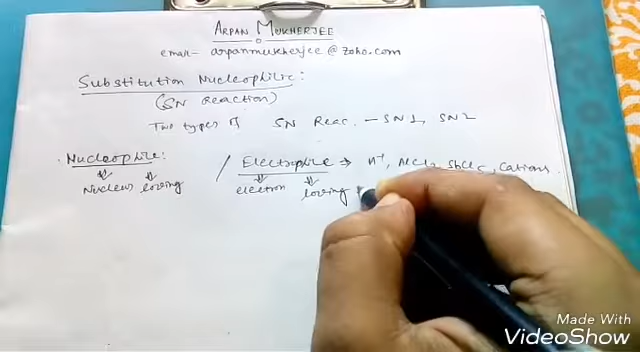 ARPAN MUKHERJEE
email- arpanmukherjee @ zoho.com
Substitution Nucleophilic:
(SN Reaction)
Two types of SN Reac. - SN1, SN2
Nucleophile: / Electrophile → H+, AlCl3, SbCl5, Cations.
Nucleus loving electron loving
Made With
VideoShow